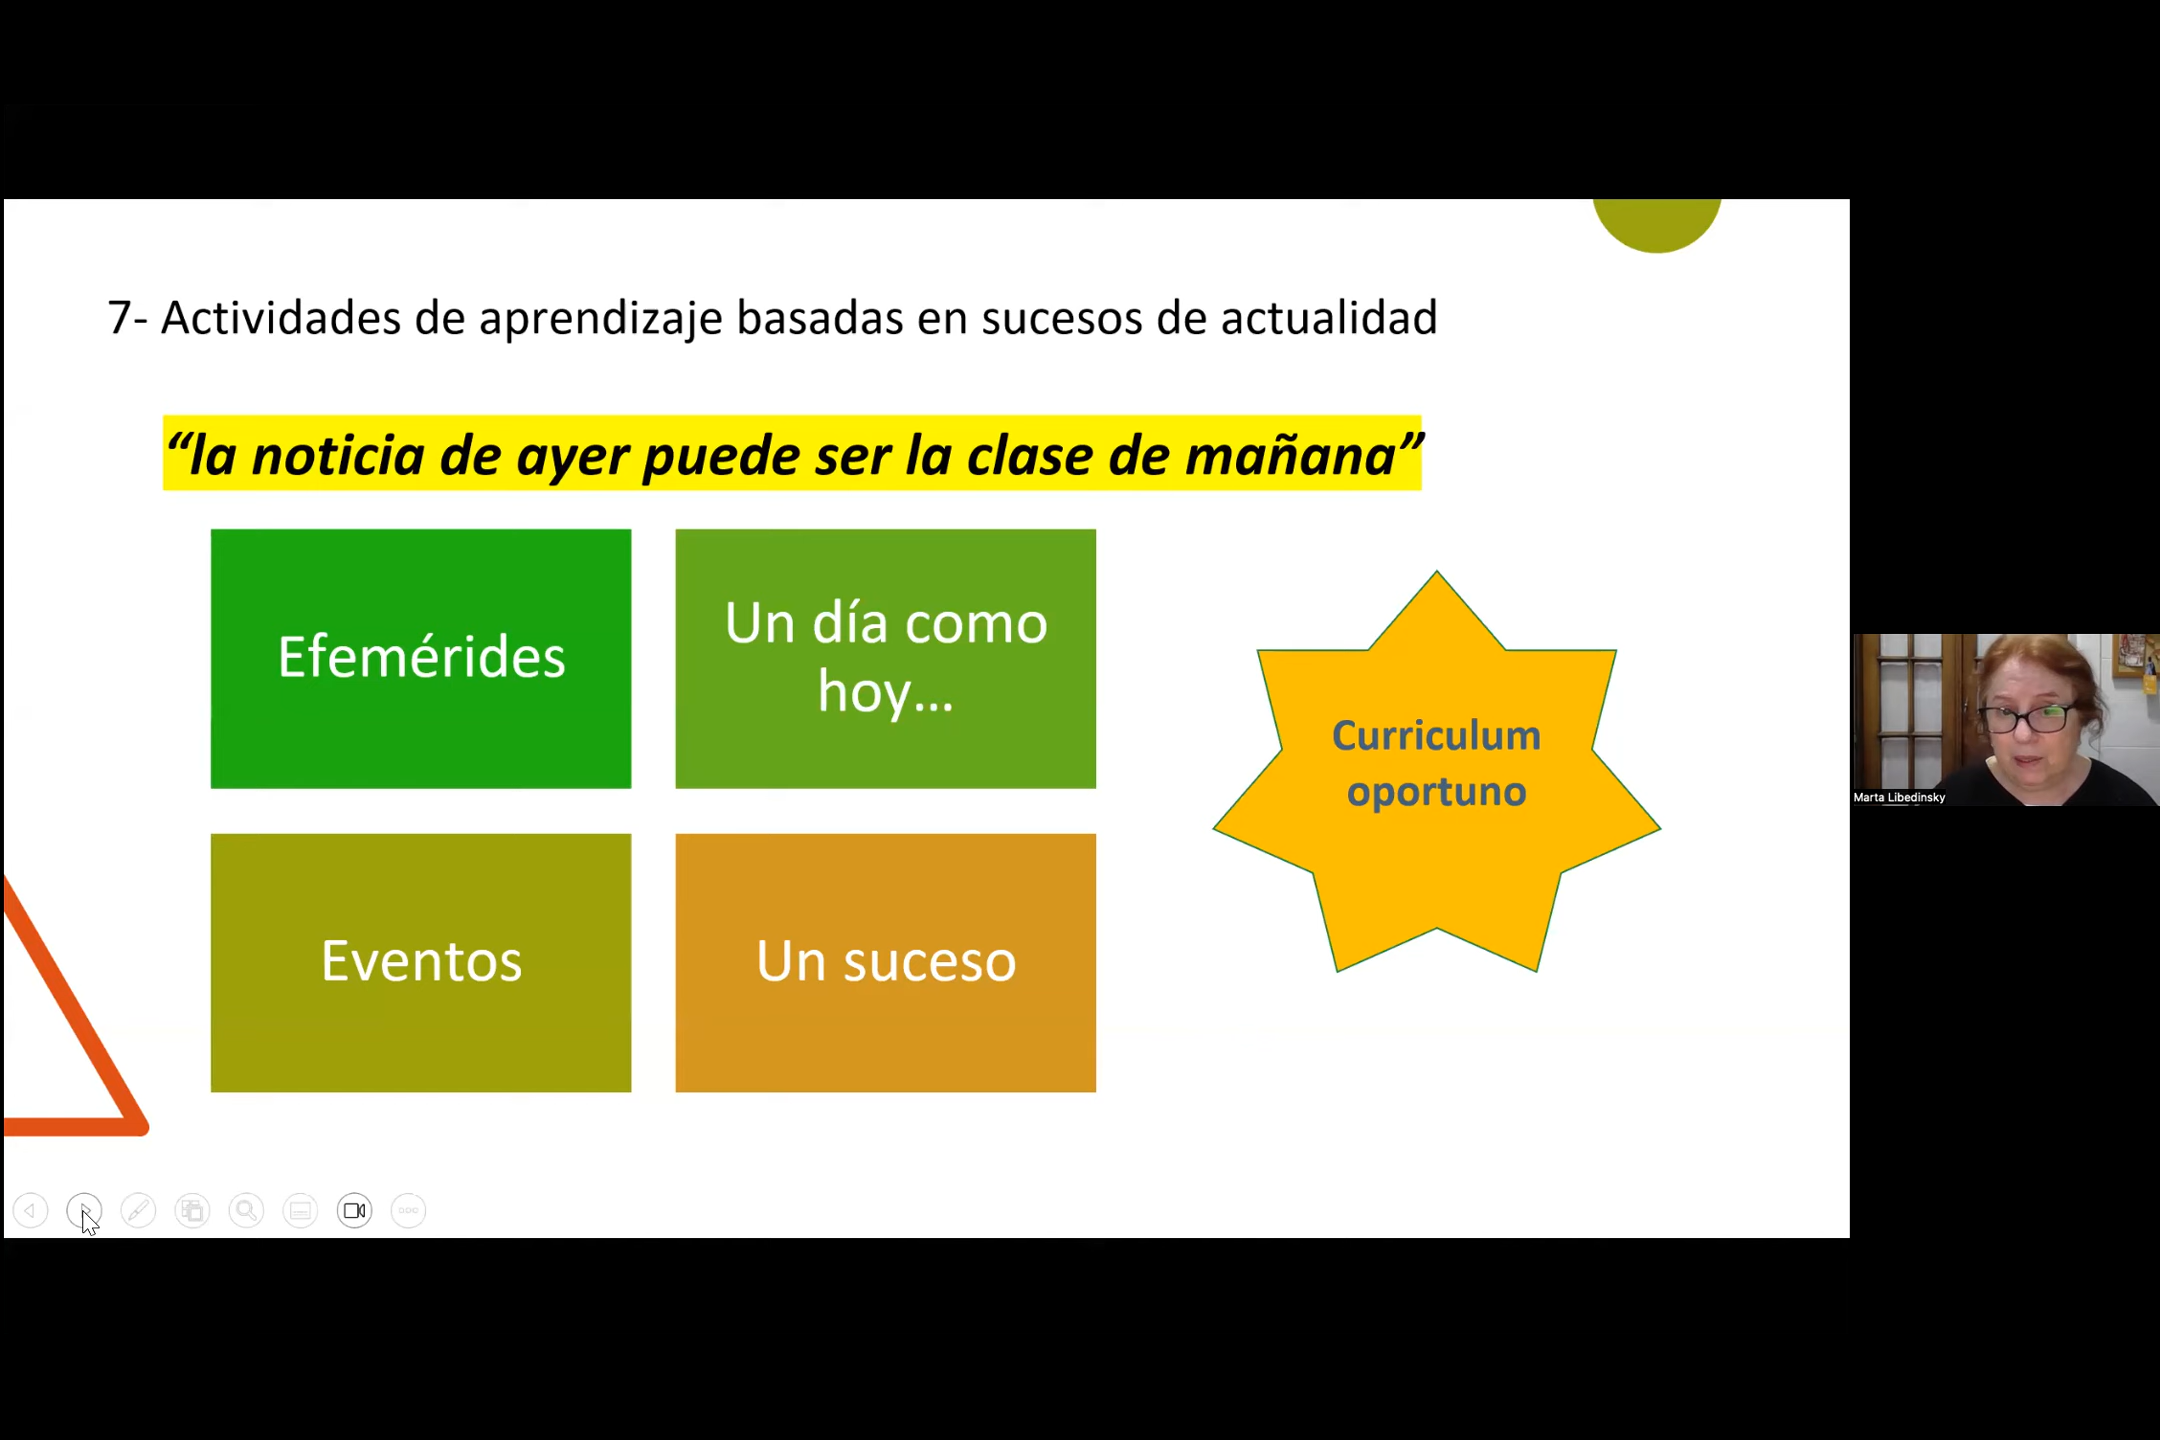 7- Actividades de aprendizaje basadas en sucesos de actualidad
“la noticia de ayer puede ser la clase de mañana”
Efemérides
Un día como
hoy...
Eventos
Un suceso
Curriculum
oportuno
Marta Libedinsky